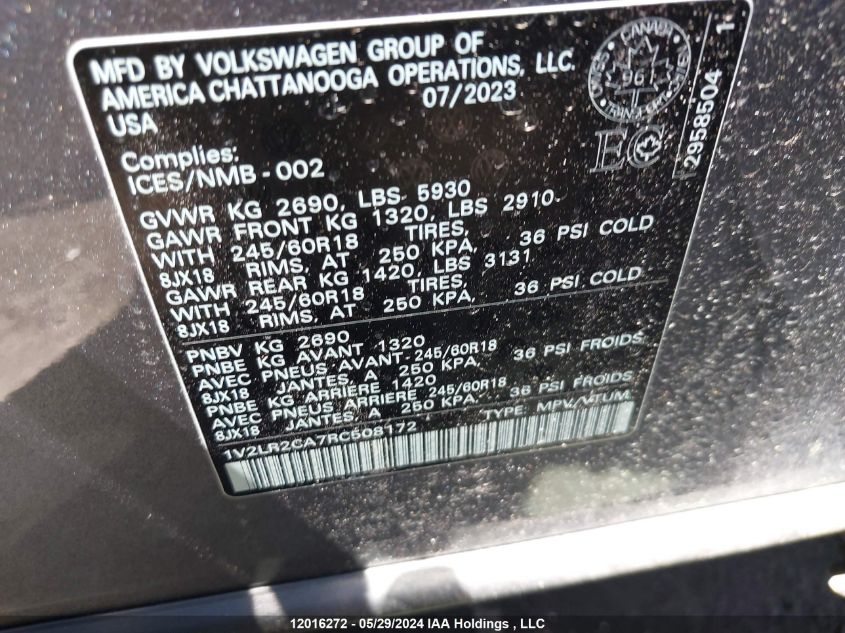 MFD BY VOLKSWAGEN GROUP OF
AMERICA CHATTANOOGA OPERATIONS, LLC.
USA 07/2023
CANADA
961
EC
2958504 1
Complies:
ICES/NMB-002
GVWR KG 2690, LBS 5930
GAWR FRONT KG 1320, LBS 2910.
WITH 245/60R18 TIRES,
8JX18 RIMS, AT 250 KPA, 36 PSI COLD
GAWR REAR KG 1420, LBS 3131
WITH 245/60R18 TIRES,
8JX18 RIMS, AT 250 KPA, 36 PSI COLD
PNBV KG 2690
PNBE KG AVANT 1320
AVEC PNEUS AVANT 245/60R18
8JX18 JANTES, A 250 KPA. 36 PSI FROIDS
PNBE KG ARRIERE 1420
AVEC PNEUS ARRIERE 245/60R18
8JX18 JANTES, A 250 KPA. 36 PSI FROIDS
1V2LR2CA7RC508172 TYPE: MPV/VTUM
12016272 - 05/29/2024 IAA Holdings , LLC